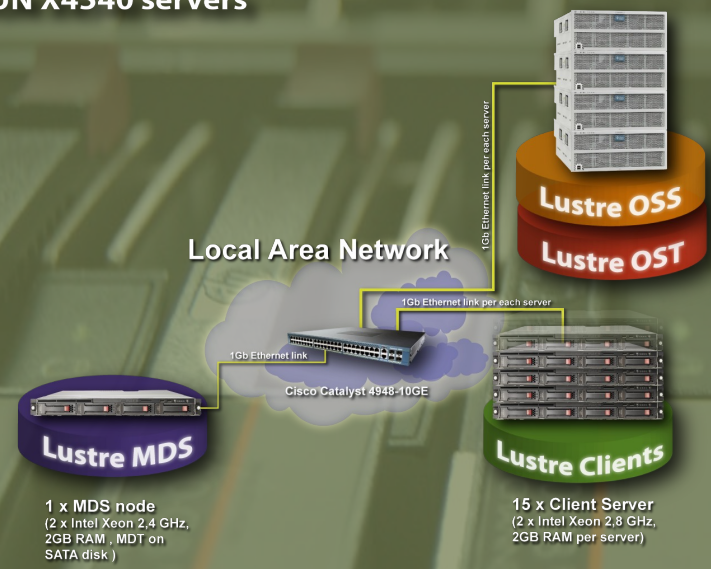 X4540 servers
Lustre OSS
Lustre OST
1Gb Ethernet link per each server
Local Area Network
1Gb Ethernet link per each server
1Gb Ethernet link
Cisco Catalyst 4948-10GE
Lustre MDS
Lustre Clients
1 x MDS node
(2 x Intel Xeon 2,4 GHz,
2GB RAM , MDT on
SATA disk )
15 x Client Server
(2 x Intel Xeon 2,8 GHz,
2GB RAM per server)